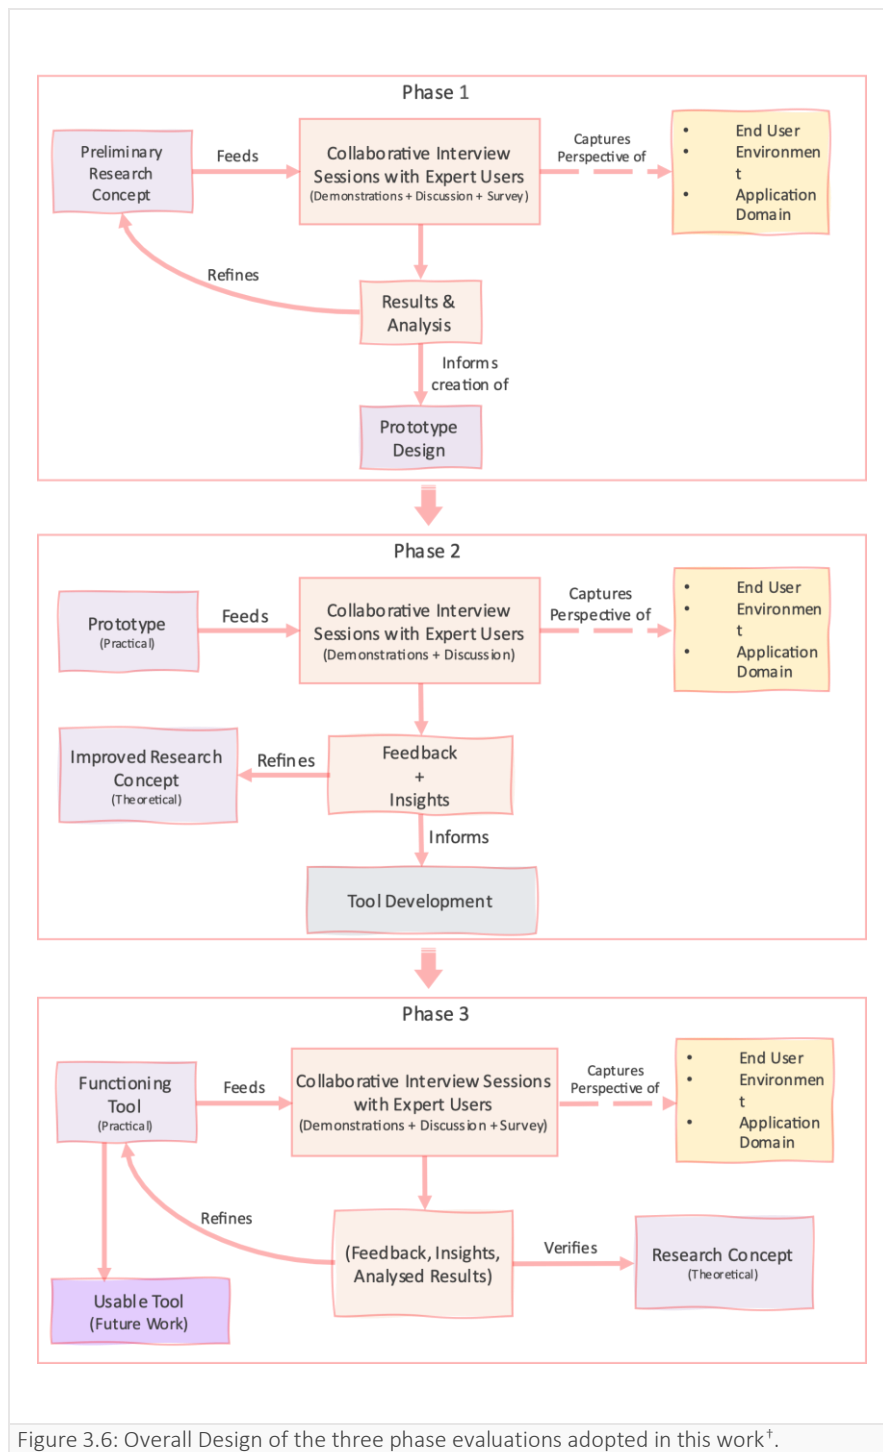 Phase 1
Preliminary
Research
Concept
Feeds
Collaborative Interview
Sessions with Expert Users
(Demonstrations + Discussion + Survey)
Captures
Perspective of
• End User
• Environmen
t
• Application
Domain
Refines
Results &
Analysis
Informs
creation of
Prototype
Design
Phase 2
Prototype
(Practical)
Feeds
Collaborative Interview
Sessions with Expert Users
(Demonstrations + Discussion)
Captures
Perspective of
• End User
• Environmen
t
• Application
Domain
Improved Research
Concept
(Theoretical)
Refines
Feedback
+
Insights
Informs
Tool Development
Phase 3
Functioning
Tool
(Practical)
Feeds
Collaborative Interview Sessions
with Expert Users
(Demonstrations + Discussion + Survey)
Captures
Perspective of
• End User
• Environmen
t
• Application
Domain
Refines
(Feedback, Insights,
Analysed Results)
Verifies
Research Concept
(Theoretical)
Usable Tool
(Future Work)
Figure 3.6: Overall Design of the three phase evaluations adopted in this work†.